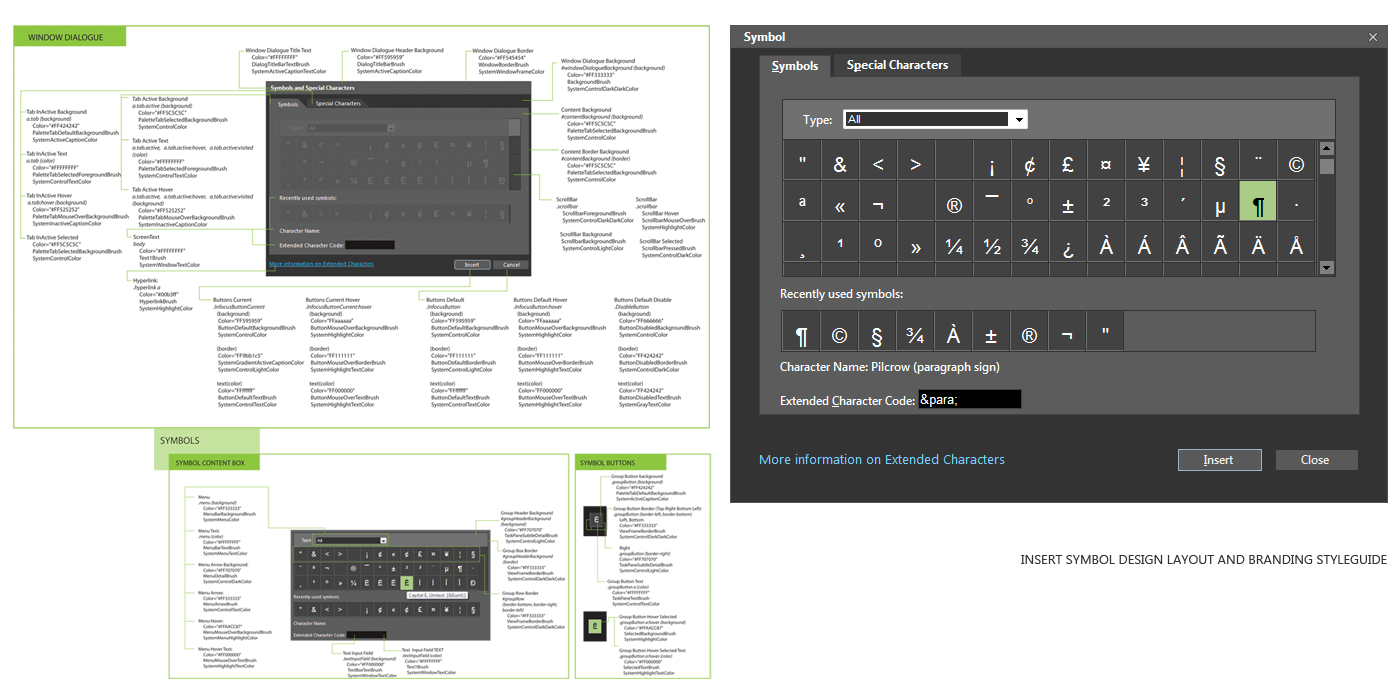 WINDOW DIALOGUE
Window Dialogue Title Text
Color="#FFFFFFFF"
DialogTitleBarTextBrush
SystemActiveCaptionTextColor
Window Dialogue Header Background
Color="#FF595959"
DialogTitleBarBrush
SystemActiveCaptionColor
Window Dialogue Border
Color="#FF545454"
WindowBorderBrush
SystemWindowFrameColor
Window Dialogue Background
#windowDialogueBackground (background)
Color="#FF333333"
BackgroundBrush
SystemControlDarkDarkColor
Content Background
#contentBackground (background)
Color="#FF5C5C5C"
PaletteTabSelectedBackgroundBrush
SystemControlColor
Content Border Background
#contentBackground (border)
Color="#FF5C5C5C"
PaletteTabSelectedBackgroundBrush
SystemControlColor
ScrollBar
.scrollbar
ScrollbarForegroundBrush
SystemControlDarkDarkColor
ScrollBar Background
ScrollbarBackgroundBrush
SystemControlLightColor
ScrollBar
.scrollbar
ScrollBar Hover
ScrollbarMouseOverBrush
SystemHighlightColor
ScrollBar Selected
ScrollbarPressedBrush
SystemControlDarkColor
Tab InActive Background
a.tab (background)
Color="#FF424242"
PaletteTabDefaultBackgroundBrush
SystemActiveCaptionColor
Tab InActive Text
a.tab (color)
Color="#FFFFFFFF"
PaletteTabSelectedForegroundBrush
SystemControlTextColor
Tab InActive Hover
a.tab:hover (background)
Color="#FF525252"
PaletteTabMouseOverBackgroundBrush
SystemInactiveCaptionColor
Tab InActive Selected
Color="#FF5C5C5C"
PaletteTabSelectedBackgroundBrush
SystemControlColor
Tab Active Background
a.tab.active (background)
Color="#FF5C5C5C"
PaletteTabSelectedBackgroundBrush
SystemControlColor
Tab Active Text
a.tab.active, a.tab.active:hover, a.tab.active:visited
(color)
Color="#FFFFFFFF"
PaletteTabSelectedForegroundBrush
SystemControlTextColor
Tab Active Hover
a.tab.active, a.tab.active:hover, a.tab.active:visited
(background)
Color="#FF525252"
PaletteTabMouseOverBackgroundBrush
SystemInactiveCaptionColor
ScreenText
body
Color="#FFFFFFFF"
Text1Brush
SystemWindowTextColor
Hyperlink:
.hyperlink a
Color="#00b3ff"
HyperlinkBrush
SystemHighlightColor
Symbols and Special Characters
Symbols
Special Characters
Type: All
Recently used symbols:
Character Name:
Extended Character Code:
More information on Extended Characters
Insert
Cancel
Buttons Current
.InfocusButtonCurrent
(background)
Color="FF595959"
ButtonDefaultBackgroundBrush
SystemControlColor
(border)
Color="FF9bb1c5"
SystemGradientActiveCaptionColor
SystemControlLightColor
text(color)
Color="FFffffff"
ButtonDefaultTextBrush
SystemControlTextColor
Buttons Current Hover
.InfocusButtonCurrent:hover
(background)
Color="FFaaaaaa"
ButtonMouseOverBackgroundBrush
SystemHighlightColor
(border)
Color="FF111111"
ButtonMouseOverBorderBrush
SystemHighlightTextColor
text(color)
Color="FF000000"
ButtonMouseOverTextBrush
SystemHighlightTextColor
Buttons Default
.InfocusButton
(background)
Color="FF595959"
ButtonDefaultBackgroundBrush
SystemControlColor
(border)
Color="FF111111"
ButtonDefaultBorderBrush
SystemControlLightColor
text(color)
Color="FFffffff"
ButtonDefaultTextBrush
SystemControlTextColor
Buttons Default Hover
.InfocusButton:hover
(background)
Color="FFaaaaaa"
ButtonMouseOverBackgroundBrush
SystemHighlightColor
(border)
Color="FF111111"
ButtonMouseOverBorderBrush
SystemHighlightTextColor
text(color)
Color="FF000000"
ButtonMouseOverTextBrush
SystemHighlightTextColor
Buttons Default Disable
.DisableButton
(background)
Color="FF666666"
ButtonDisabledBackgroundBrush
SystemControlColor
(border)
Color="FF424242"
ButtonDisabledBorderBrush
SystemControlDarkColor
text(color)
Color="FF424242"
ButtonDisabledTextBrush
SystemGrayTextColor
SYMBOLS
SYMBOL CONTENT BOX
Menu
.menu (background)
Color="#FF333333"
MenuBarBackgroundBrush
SystemMenuColor
Menu Text:
.menu (color)
Color="#FFFFFFFF"
MenuBarTextBrush
SystemMenuTextColor
Menu Arrow Background:
Color="#FF707070"
MenuDetailBrush
SystemControlDarkColor
Menu Arrow:
Color="#FF333333"
MenuArrowBrush
SystemControlTextColor
Menu Hover:
Color="#FFAACC87"
MenuMouseOverBackgroundBrush
SystemMenuHighlightColor
Menu Hover Text:
Color="#FF000000"
MenuMouseOverTextBrush
SystemHighlightTextColor
Type: All
Capital E, Umlaut [&Euml;]
Recently used symbols:
Character Name:
Extended Character Code:
Text Input Field
.textInputField (background)
Color="#FF000000"
TextBoxTextBrush
SystemWindowTextColor
Text Input Field TEXT
.textInputField (color)
Color="#FFFFFFFF"
Text1Brush
SystemWindowTextColor
Group Header Background
#groupHeaderBackground
(background)
Color="#FF707070"
TaskPaneSubtleDetailBrush
SystemControlLightColor
Group Box Border
#groupHeaderBackground
(border)
Color="#FF333333"
ViewFrameBorderBrush
SystemControlDarkDarkColor
Group Row Border
#groupRow
(border-bottom, border-right,
border-left)
Color="#FF333333"
ViewFrameBorderBrush
SystemControlDarkDarkColor
SYMBOL BUTTONS
Group Button background
.groupButton (background)
Color="#FF424242"
PaletteTabDefaultBackgroundBrush
SystemActiveCaptionColor
Group Button Border (Top Right Bottom Left)
.groupButton (border-left, border-bottom)
Left, Bottom
Color="#FF333333"
ViewFrameBorderBrush
SystemControlDarkDarkColor
Right
.groupButton (border-right)
Color="#FF707070"
TaskPaneSubtleDetailBrush
SystemControlLightColor
Group Button Text
.groupButton a (color)
Color="#FFFFFFFF"
TaskPaneTextBrush
SystemControlTextColor
Group Button Hover Selected
.groupButton a:hover (background)
Color="#FFAACC87"
SelectedBackgroundBrush
SystemHighlightColor
Group Button Hover Selected Text
.groupButton a:hover (color)
Color="#FF000000"
SelectedTextBrush
SystemHighlightTextColor
Symbol
Symbols
Special Characters
Type: All
" & < > ¡ ¢ £ ¤ ¥ ¦ § ¨ ©
ª « ¬ ® ¯ ° ± ² ³ ´ µ ¶ ·
¸ ¹ º » ¼ ½ ¾ ¿ À Á Â Ã Ä Å
Recently used symbols:
¶ © § ¾ À ± ® ¬ "
Character Name: Pilcrow (paragraph sign)
Extended Character Code: &para;
More information on Extended Characters
Insert
Close
INSERT SYMBOL DESIGN LAYOUT AND BRANDING STYLEGUIDE